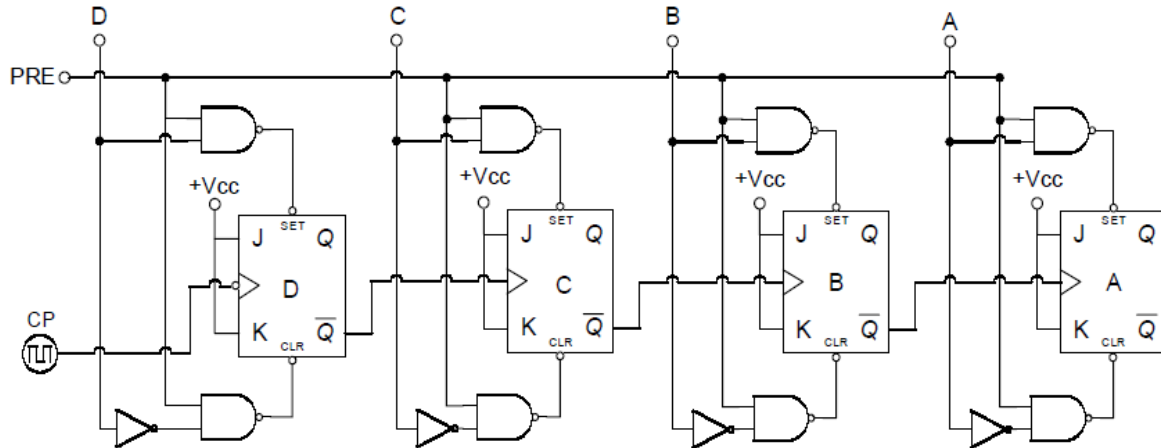 D C B A
PRE
+Vcc +Vcc +Vcc +Vcc
J SET Q J SET Q J SET Q J SET Q
D C B A
CP
K CLR Q̅ K CLR Q̅ K CLR Q̅ K CLR Q̅